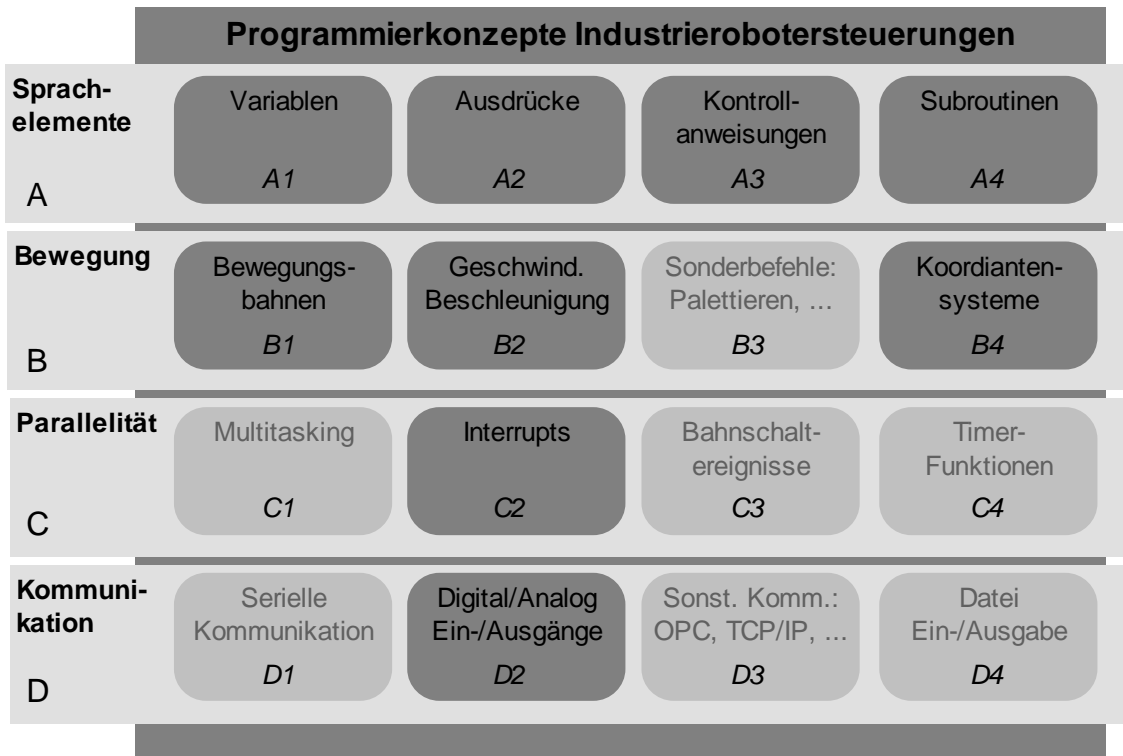 Programmierkonzepte Industrierobotersteuerungen
Sprach-
elemente
A
Variablen
A1
Ausdrücke
A2
Kontroll-
anweisungen
A3
Subroutinen
A4
Bewegung
B
Bewegungs-
bahnen
B1
Geschwind.
Beschleunigung
B2
Sonderbefehle:
Palettieren, ...
B3
Koordianten-
systeme
B4
Parallelität
C
Multitasking
C1
Interrupts
C2
Bahnschalt-
ereignisse
C3
Timer-
Funktionen
C4
Kommuni-
kation
D
Serielle
Kommunikation
D1
Digital/Analog
Ein-/Ausgänge
D2
Sonst. Komm.:
OPC, TCP/IP, ...
D3
Datei
Ein-/Ausgabe
D4